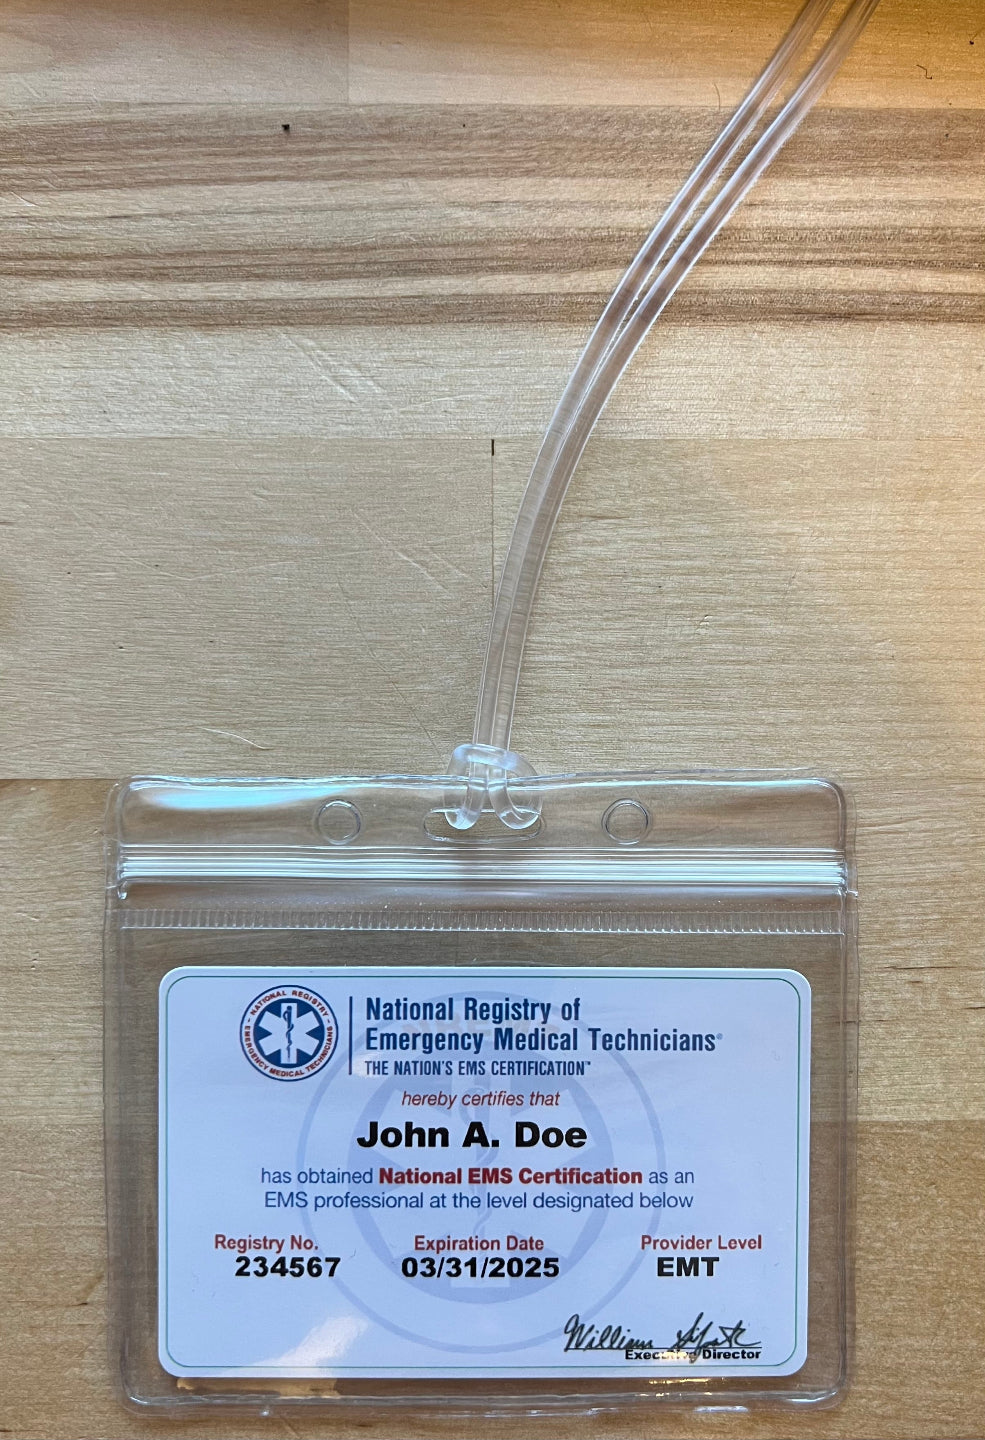 NATIONAL REGISTRY
EMERGENCY MEDICAL TECHNICIANS
National Registry of
Emergency Medical Technicians®
THE NATION'S EMS CERTIFICATION™
hereby certifies that
John A. Doe
has obtained National EMS Certification as an
EMS professional at the level designated below
Registry No. Expiration Date Provider Level
234567 03/31/2025 EMT
William
Executive Director